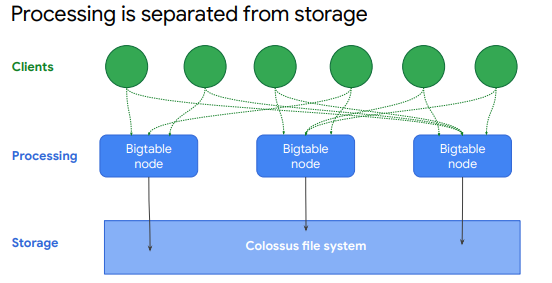 Processing is separated from storage
Clients
Processing
Bigtable
node
Bigtable
node
Bigtable
node
Storage
Colossus file system